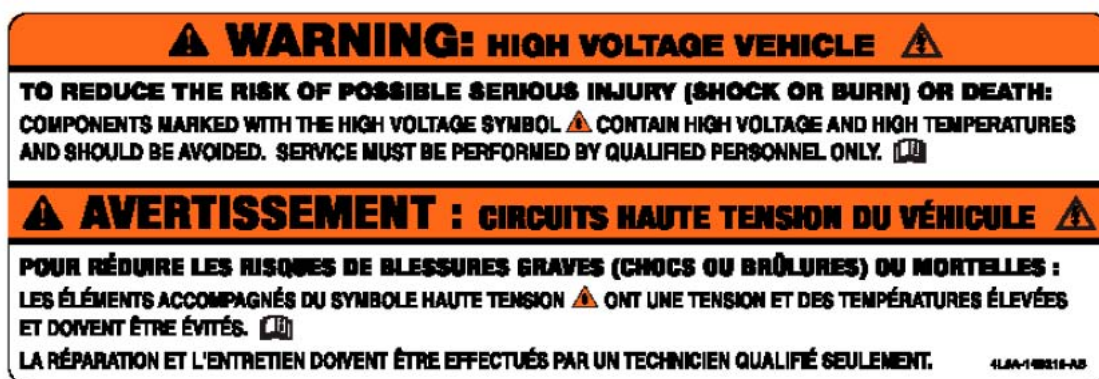 WARNING: HIGH VOLTAGE VEHICLE
TO REDUCE THE RISK OF POSSIBLE SERIOUS INJURY (SHOCK OR BURN) OR DEATH:
COMPONENTS MARKED WITH THE HIGH VOLTAGE SYMBOL CONTAIN HIGH VOLTAGE AND HIGH TEMPERATURES
AND SHOULD BE AVOIDED. SERVICE MUST BE PERFORMED BY QUALIFIED PERSONNEL ONLY.
AVERTISSEMENT : CIRCUITS HAUTE TENSION DU VÉHICULE
POUR RÉDUIRE LES RISQUES DE BLESSURES GRAVES (CHOCS OU BRÛLURES) OU MORTELLES :
LES ÉLÉMENTS ACCOMPAGNÉS DU SYMBOLE HAUTE TENSION ONT UNE TENSION ET DES TEMPÉRATURES ÉLEVÉES
ET DOIVENT ÊTRE ÉVITÉS.
LA RÉPARATION ET L'ENTRETIEN DOIVENT ÊTRE EFFECTUÉS PAR UN TECHNICIEN QUALIFIÉ SEULEMENT.